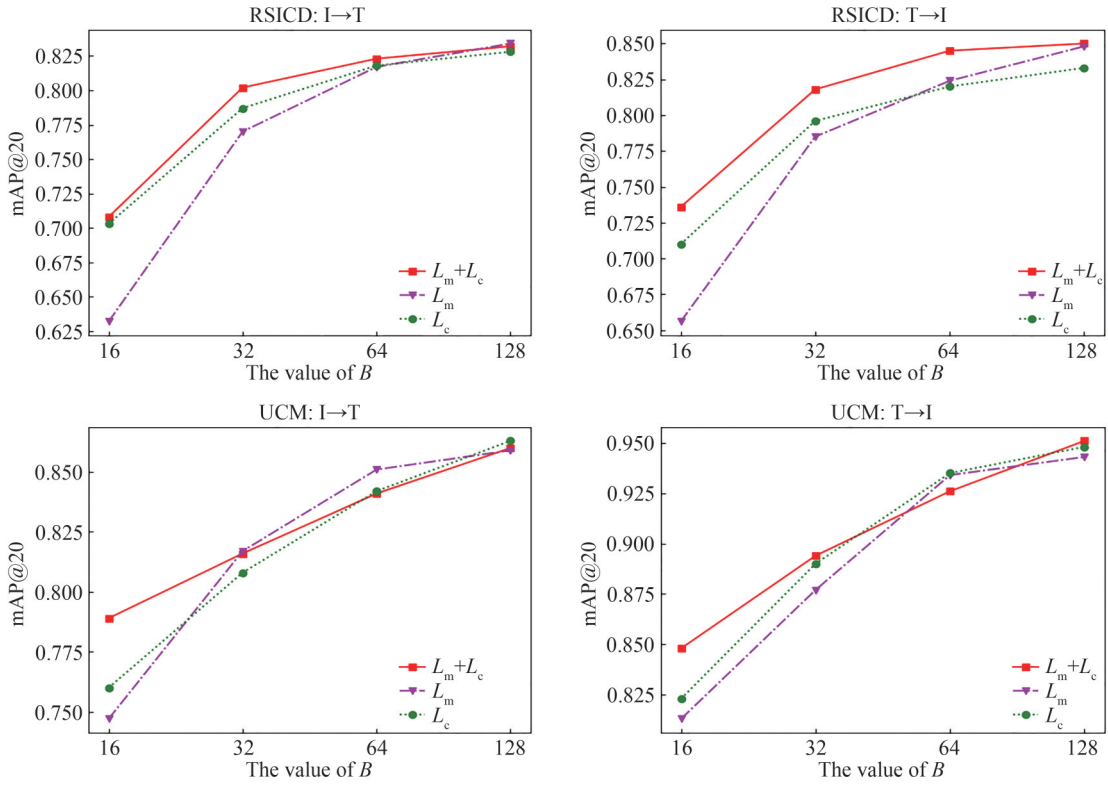 RSICD: I→T
0.825
0.800
0.775
0.750
0.725
0.700
0.675
0.650
0.625
mAP@20
16 32 64 128
The value of B
Lm+Lc
Lm
Lc
RSICD: T→I
0.850
0.825
0.800
0.775
0.750
0.725
0.700
0.675
0.650
mAP@20
16 32 64 128
The value of B
Lm+Lc
Lm
Lc
UCM: I→T
0.850
0.825
0.800
0.775
0.750
mAP@20
16 32 64 128
The value of B
Lm+Lc
Lm
Lc
UCM: T→I
0.950
0.925
0.900
0.875
0.850
0.825
mAP@20
16 32 64 128
The value of B
Lm+Lc
Lm
Lc